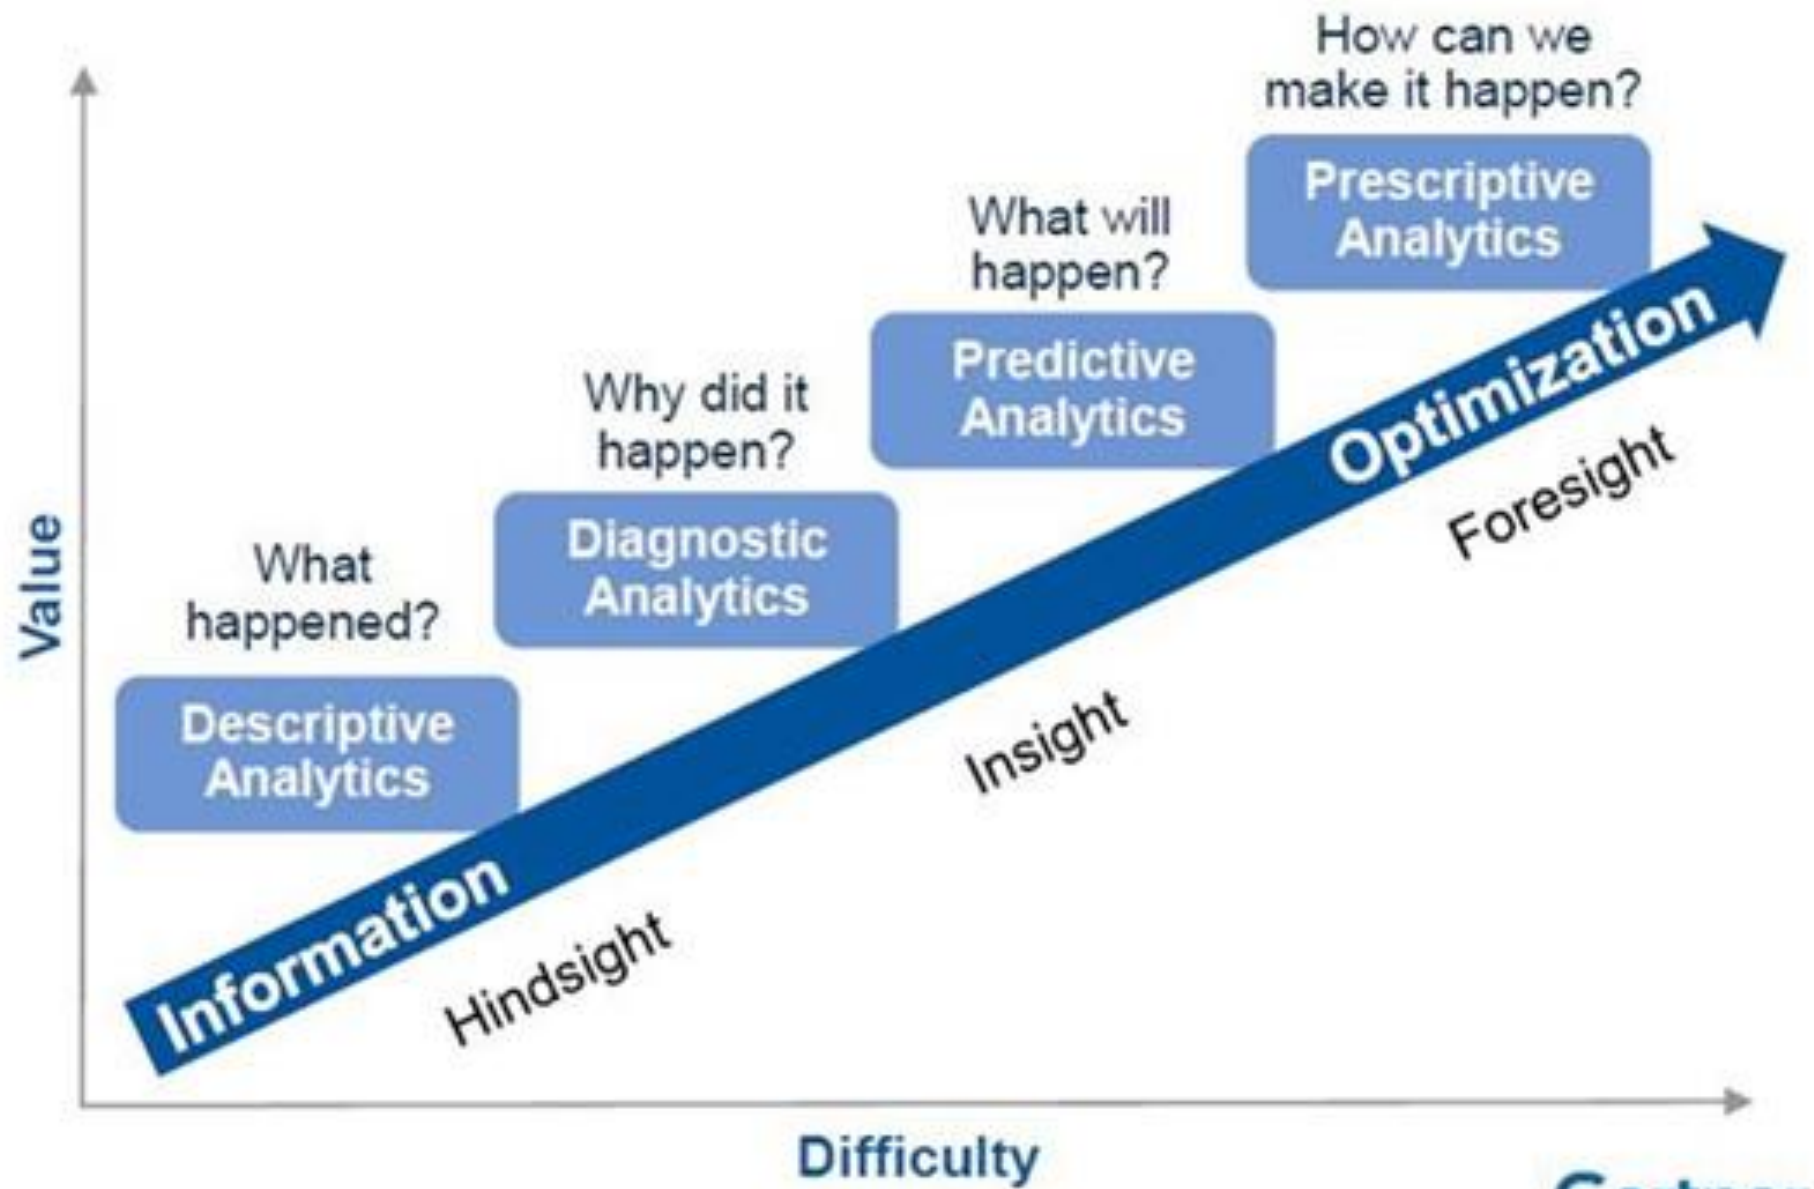 How can we
make it happen?
Prescriptive
Analytics
What will
happen?
Predictive
Analytics
Why did it
happen?
Diagnostic
Analytics
What
happened?
Descriptive
Analytics
Value
Information
Optimization
Hindsight
Insight
Foresight
Difficulty